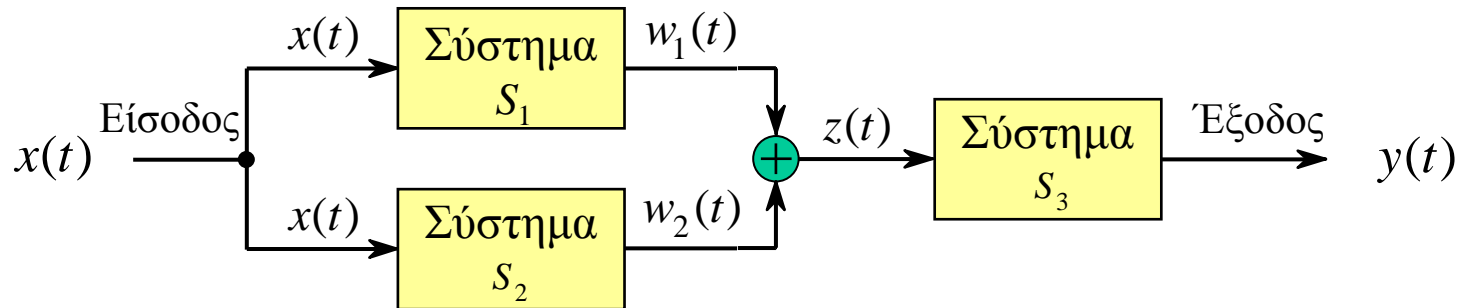 x(t)
Είσοδος
x(t)
Σύστημα
S₁
w₁(t)
x(t)
Σύστημα
S₂
w₂(t)
+
z(t)
Σύστημα
S₃
Έξοδος
y(t)